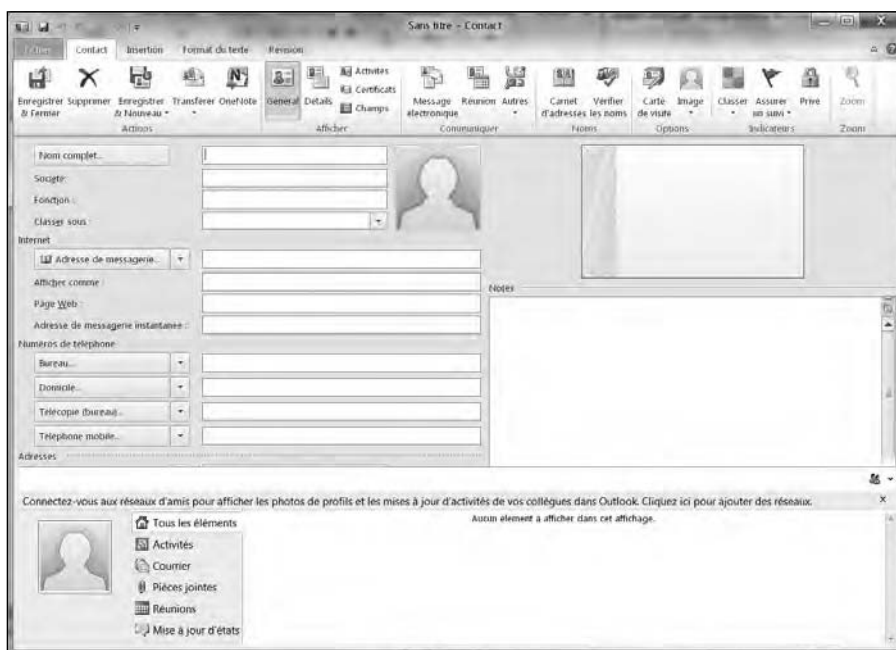 Sans titre - Contact
Fichier Contact Insertion Format du texte Révision
Enregistrer & Fermer
Supprimer
Enregistrer & Nouveau
Transférer
OneNote
Actions
Général
Détails
Activités
Certificats
Champs
Afficher
Message électronique
Réunion
Autres
Communiquer
Carnet d'adresses
Vérifier les noms
Noms
Carte de visite
Image
Options
Classer
Assurer un suivi
Privé
Indicateurs
Zoom
Zoom
Nom complet...
Société :
Fonction :
Classer sous :
Internet
Adresse de messagerie...
Afficher comme :
Page Web :
Adresse de messagerie instantanée :
Notes
Numéros de téléphone
Bureau...
Domicile...
Télécopie (bureau)...
Téléphone mobile...
Adresses
Connectez-vous aux réseaux d'amis pour afficher les photos de profils et les mises à jour d'activités de vos collègues dans Outlook. Cliquez ici pour ajouter des réseaux.
Tous les éléments
Activités
Courrier
Pièces jointes
Réunions
Mise à jour d'états
Aucun élément à afficher dans cet affichage.